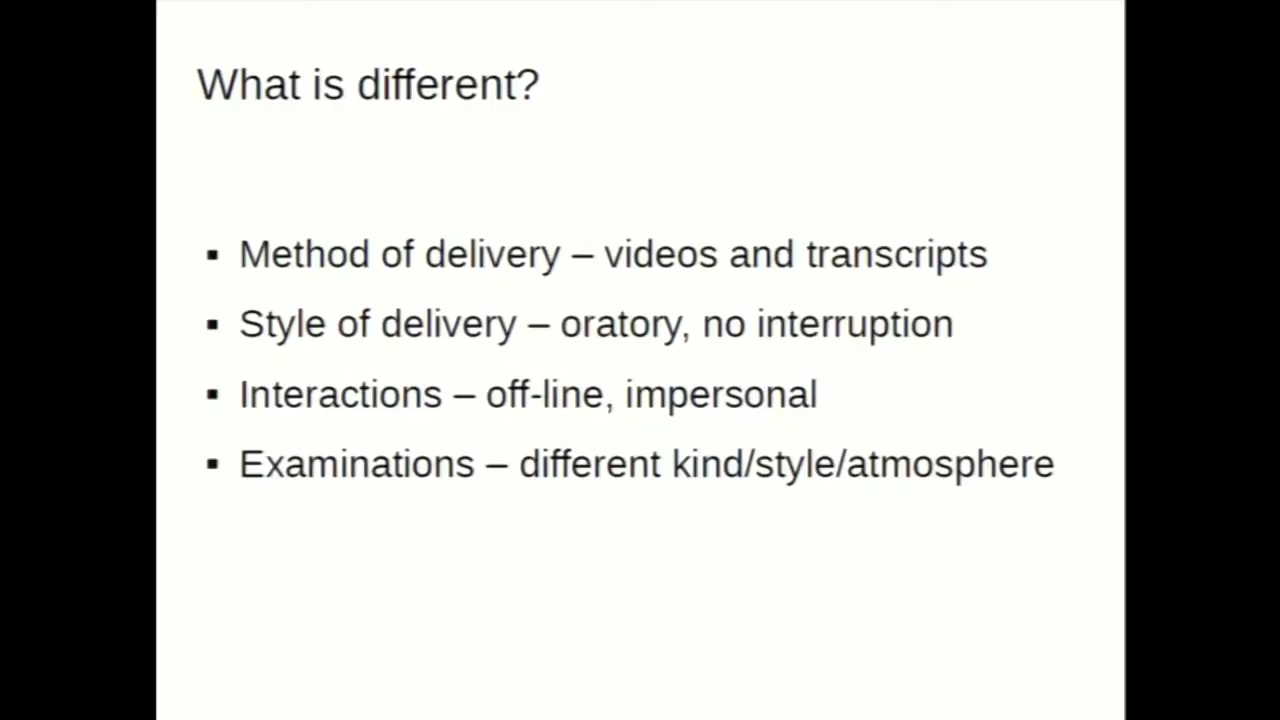 What is different?
▪ Method of delivery – videos and transcripts
▪ Style of delivery – oratory, no interruption
▪ Interactions – off-line, impersonal
▪ Examinations – different kind/style/atmosphere